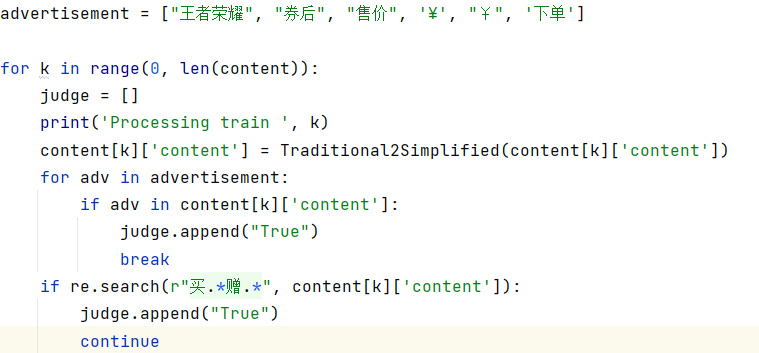 advertisement = ["王者荣耀", "券后", "售价", '¥', "￥", '下单']
for k in range(0, len(content)):
    judge = []
    print('Processing train ', k)
    content[k]['content'] = Traditional2Simplified(content[k]['content'])
    for adv in advertisement:
        if adv in content[k]['content']:
            judge.append("True")
            break
    if re.search(r"买.*赠.*", content[k]['content']):
        judge.append("True")
        continue